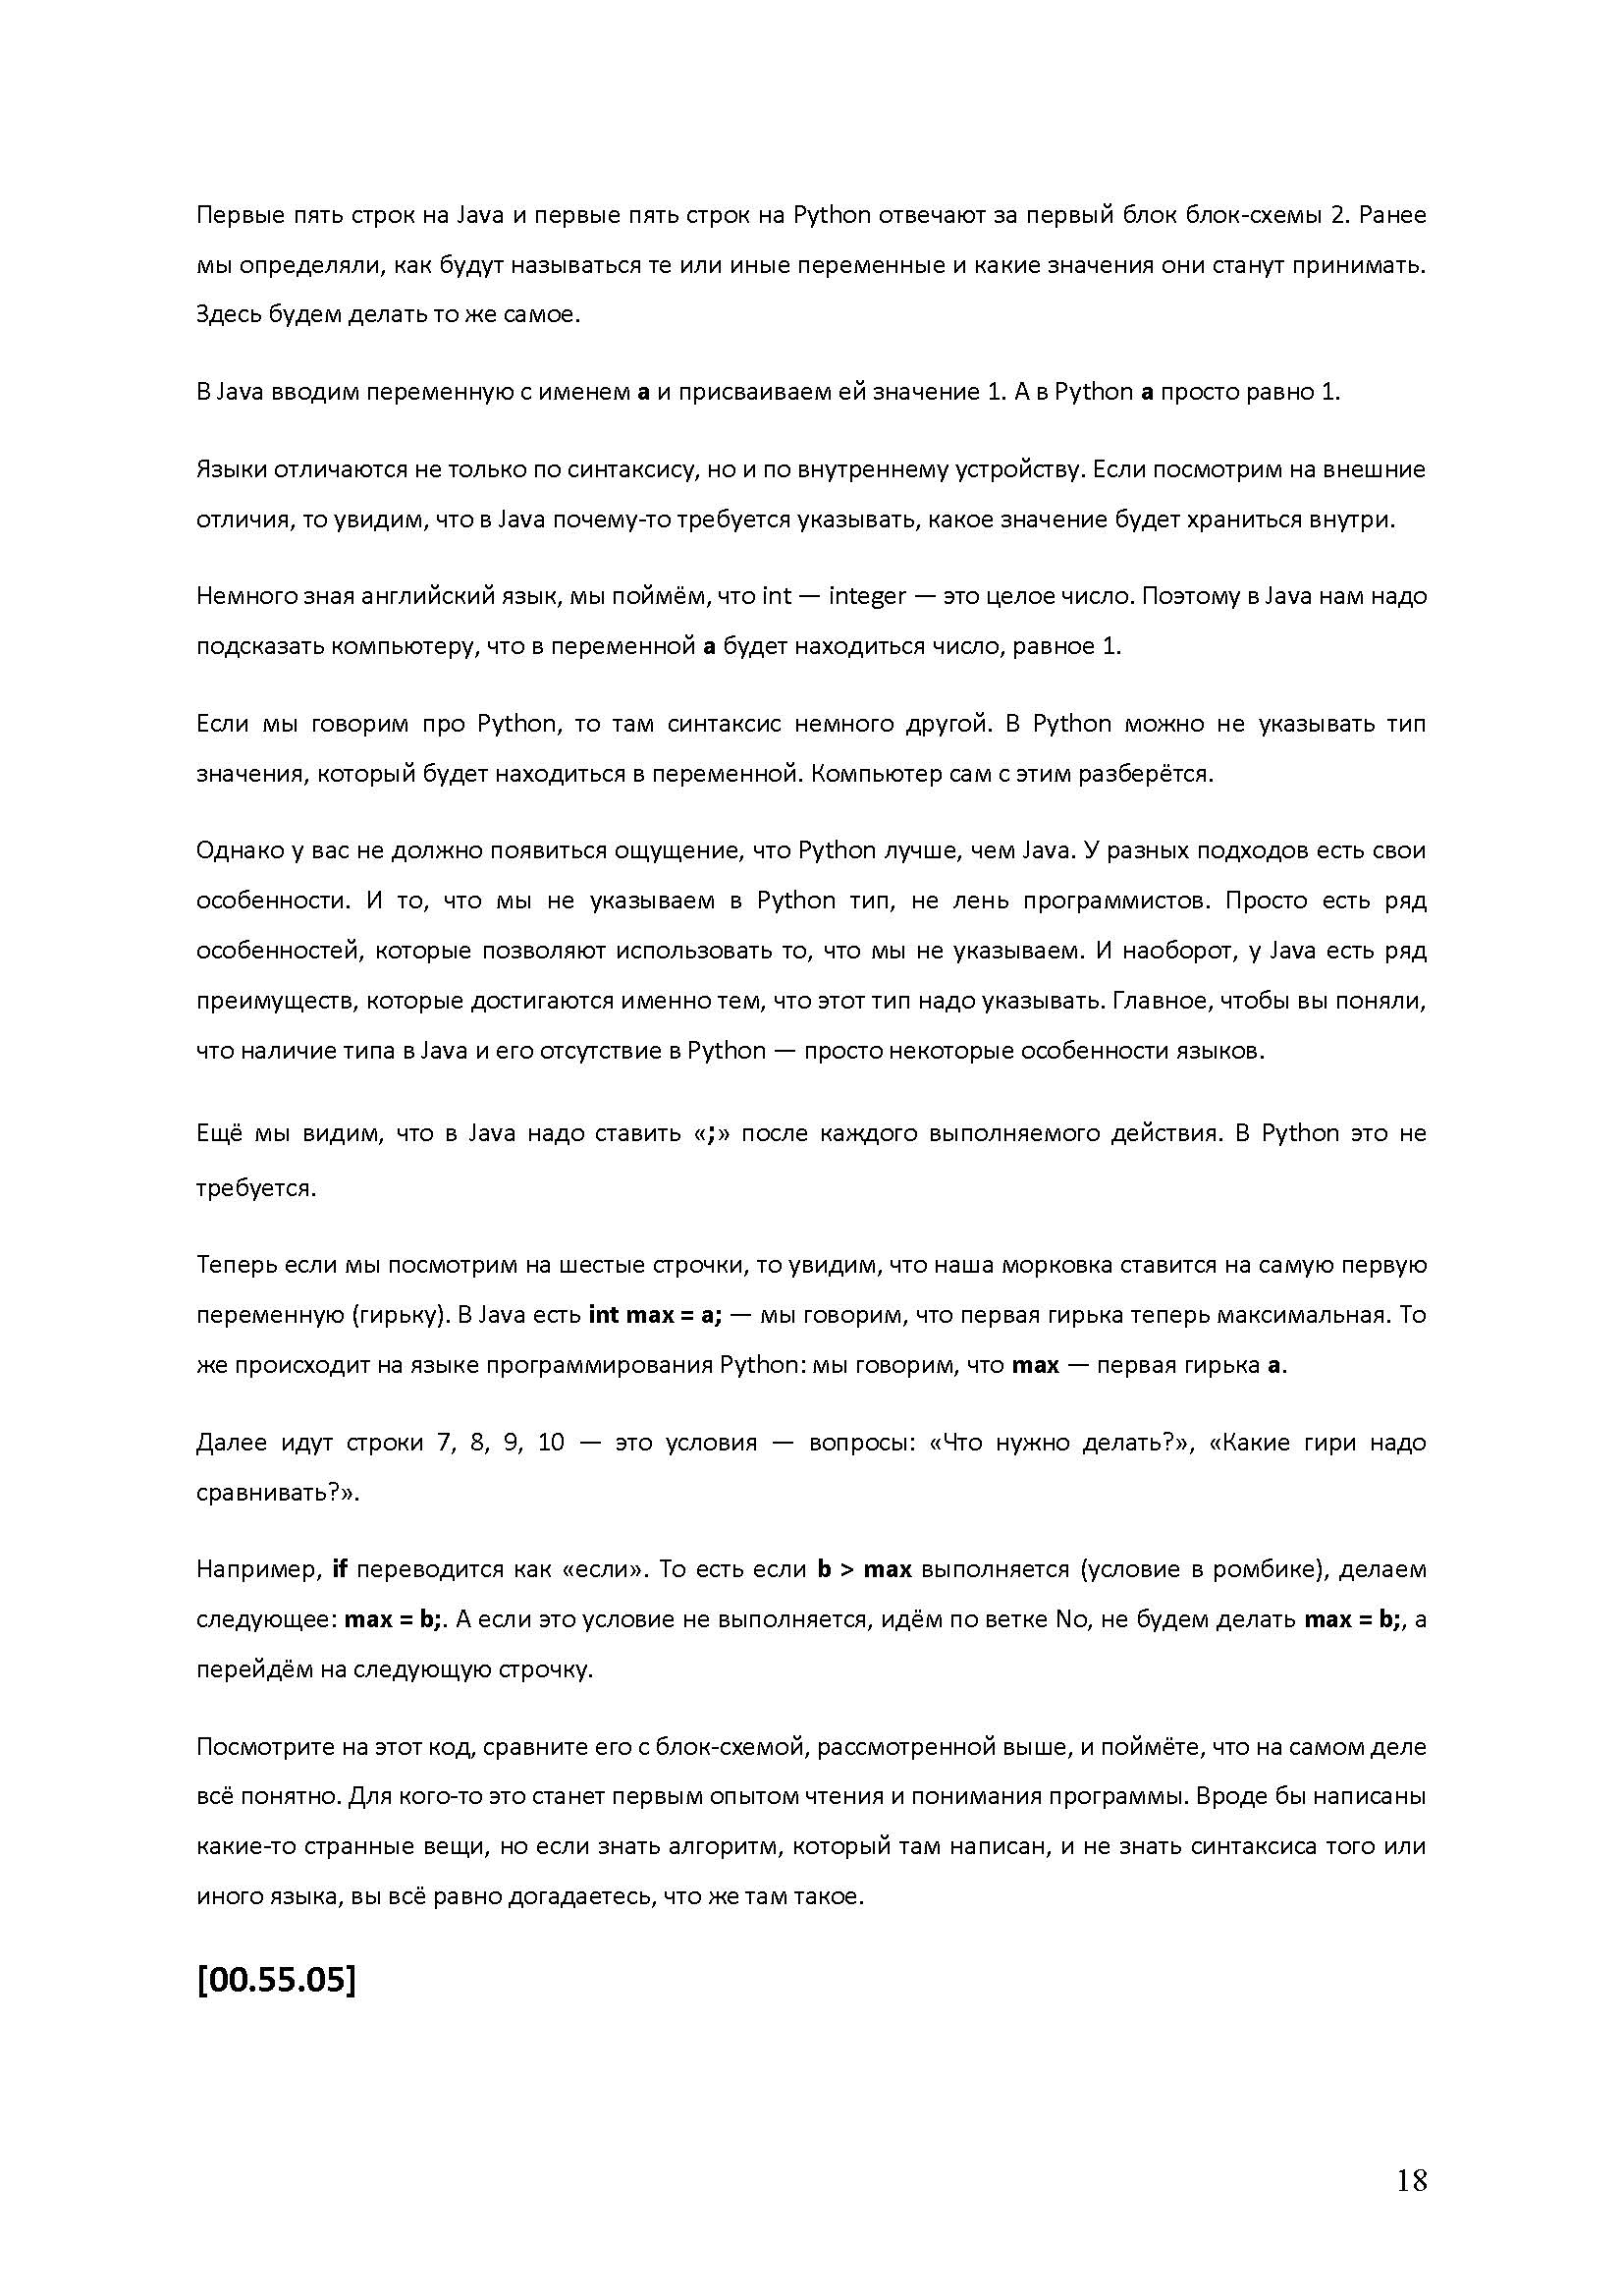 Первые пять строк на Java и первые пять строк на Python отвечают за первый блок блок-схемы 2. Ранее
мы определяли, как будут называться те или иные переменные и какие значения они станут принимать.
Здесь будем делать то же самое.
В Java вводим переменную с именем a и присваиваем ей значение 1. А в Python a просто равно 1.
Языки отличаются не только по синтаксису, но и по внутреннему устройству. Если посмотрим на внешние
отличия, то увидим, что в Java почему-то требуется указывать, какое значение будет храниться внутри.
Немного зная английский язык, мы поймём, что int — integer — это целое число. Поэтому в Java нам надо
подсказать компьютеру, что в переменной a будет находиться число, равное 1.
Если мы говорим про Python, то там синтаксис немного другой. В Python можно не указывать тип
значения, который будет находиться в переменной. Компьютер сам с этим разберётся.
Однако у вас не должно появиться ощущение, что Python лучше, чем Java. У разных подходов есть свои
особенности. И то, что мы не указываем в Python тип, не лень программистов. Просто есть ряд
особенностей, которые позволяют использовать то, что мы не указываем. И наоборот, у Java есть ряд
преимуществ, которые достигаются именно тем, что этот тип надо указывать. Главное, чтобы вы поняли,
что наличие типа в Java и его отсутствие в Python — просто некоторые особенности языков.
Ещё мы видим, что в Java надо ставить «;» после каждого выполняемого действия. В Python это не
требуется.
Теперь если мы посмотрим на шестые строчки, то увидим, что наша морковка ставится на самую первую
переменную (гирьку). В Java есть int max = a; — мы говорим, что первая гирька теперь максимальная. То
же происходит на языке программирования Python: мы говорим, что max — первая гирька a.
Далее идут строки 7, 8, 9, 10 — это условия — вопросы: «Что нужно делать?», «Какие гири надо
сравнивать?».
Например, if переводится как «если». То есть если b > max выполняется (условие в ромбике), делаем
следующее: max = b;. А если это условие не выполняется, идём по ветке No, не будем делать max = b;, а
перейдём на следующую строчку.
Посмотрите на этот код, сравните его с блок-схемой, рассмотренной выше, и поймёте, что на самом деле
всё понятно. Для кого-то это станет первым опытом чтения и понимания программы. Вроде бы написаны
какие-то странные вещи, но если знать алгоритм, который там написан, и не знать синтаксиса того или
иного языка, вы всё равно догадаетесь, что же там такое.
[00.55.05]
18